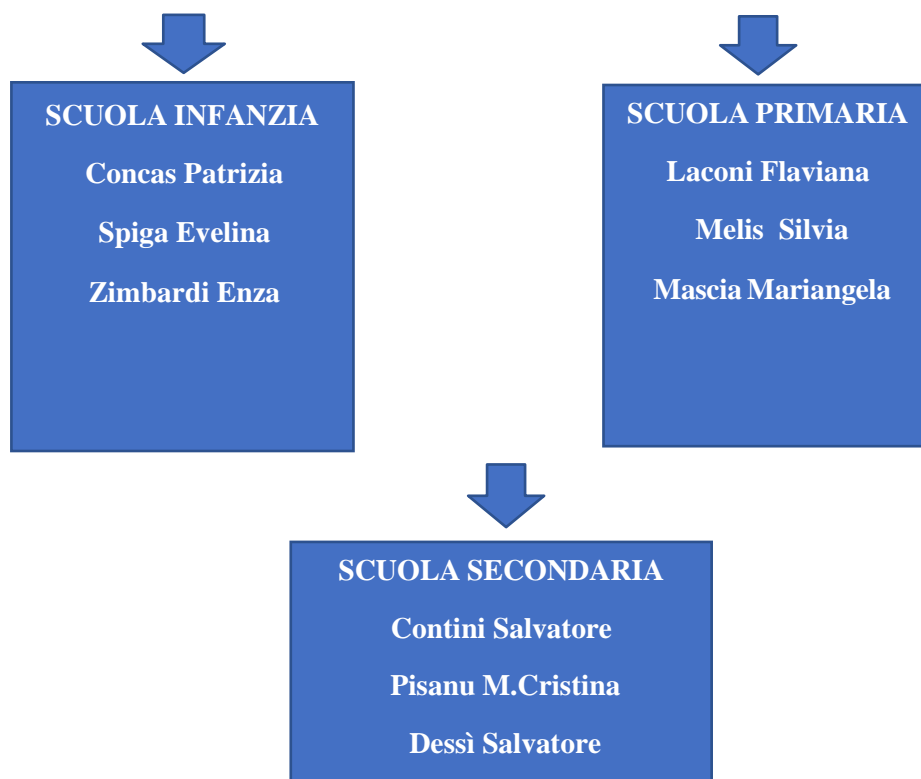 SCUOLA INFANZIA
Concas Patrizia
Spiga Evelina
Zimbardi Enza
SCUOLA PRIMARIA
Laconi Flaviana
Melis Silvia
Mascia Mariangela
SCUOLA SECONDARIA
Contini Salvatore
Pisanu M.Cristina
Dessì Salvatore